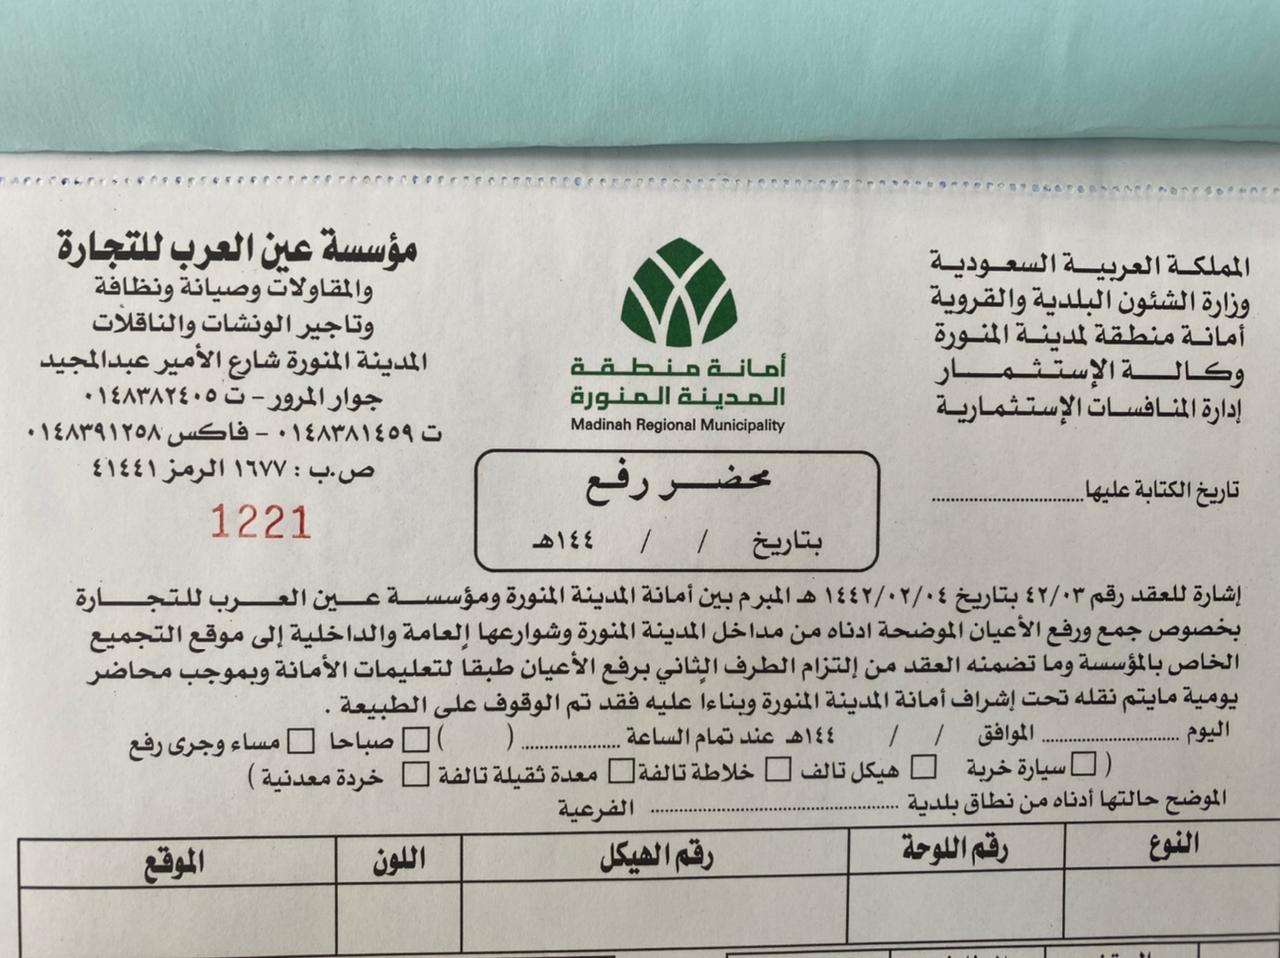 المملكة العربية السعودية
وزارة الشئون البلدية والقروية
أمانة منطقة لمدينة المنورة
وكالة الإستثمار
إدارة المنافسات الإستثمارية
تاريخ الكتابة عليها
أمانة منطقة
المدينة المنورة
Madinah Regional Municipality
مؤسسة عين العرب للتجارة
والمقاولات وصيانة ونظافة
وتاجير الونشات والناقلات
المدينة المنورة شارع الأمير عبدالمجيد
جوار المرور - ت ٠١٤٨٣٨٢٤٠٥
ت ٠١٤٨٣٨١٤٥٩ - فاكس ٠١٤٨٣٩١٢٥٨
ص.ب : ١٦٧٧ الرمز ٤١٤٤١
1221
محضر رفع
بتاريخ / / ١٤٤هـ
إشارة للعقد رقم ٤٢/٠٣ بتاريخ ١٤٤٢/٠٢/٠٤ هـ المبرم بين أمانة المدينة المنورة ومؤسسة عين العرب للتجارة
بخصوص جمع ورفع الأعيان الموضحة ادناه من مداخل المدينة المنورة وشوارعها العامة والداخلية إلى موقع التجميع
الخاص بالمؤسسة وما تضمنه العقد من إلتزام الطرف الثاني برفع الأعيان طبقا لتعليمات الأمانة وبموجب محاضر
يومية مايتم نقله تحت إشراف أمانة المدينة المنورة وبناءا عليه فقد تم الوقوف على الطبيعة .
اليوم ............ الموافق / / ١٤٤هـ عند تمام الساعة ............ ( ) صباحا مساء وجرى رفع
( سيارة خربة هيكل تالف خلاطة تالفة معدة ثقيلة تالفة خردة معدنية )
الموضح حالتها أدناه من نطاق بلدية ............ الفرعية
النوع رقم اللوحة رقم الهيكل اللون الموقع